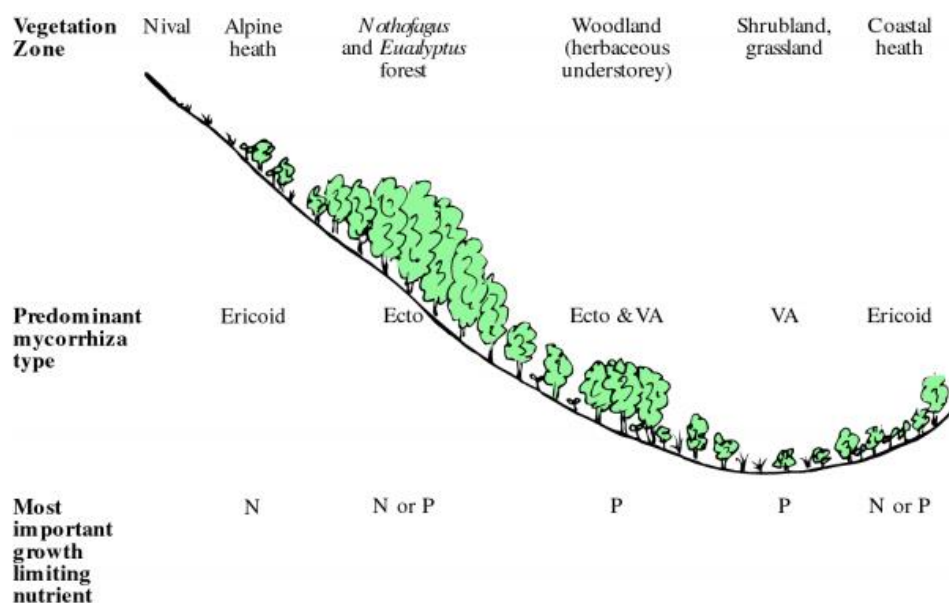 Vegetation Zone
Nival
Alpine heath
Nothofagus and Eucalyptus forest
Woodland (herbaceous understorey)
Shrubland, grassland
Coastal heath
Predominant mycorrhiza type
Ericoid
Ecto
Ecto & VA
VA
Ericoid
Most important growth limiting nutrient
N
N or P
P
P
N or P